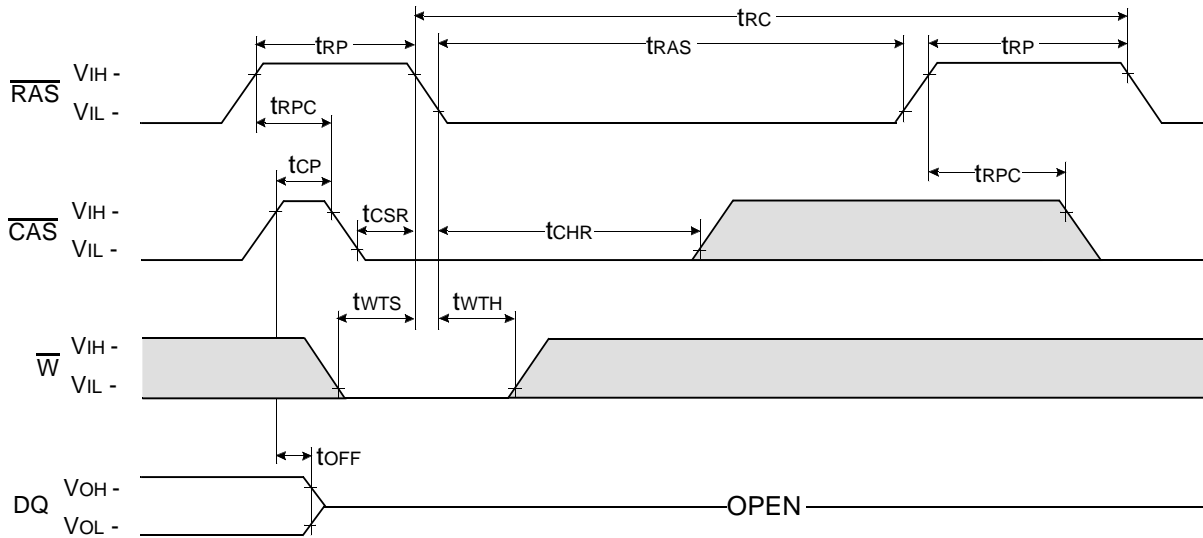 tRC
tRP tRAS tRP
RAS VIH -
VIL -
tRPC
tCP tRPC
CAS VIH - tCSR tCHR
VIL -
tWTS tWTH
W VIH -
VIL -
tOFF
DQ VOH -
OPEN
VOL -